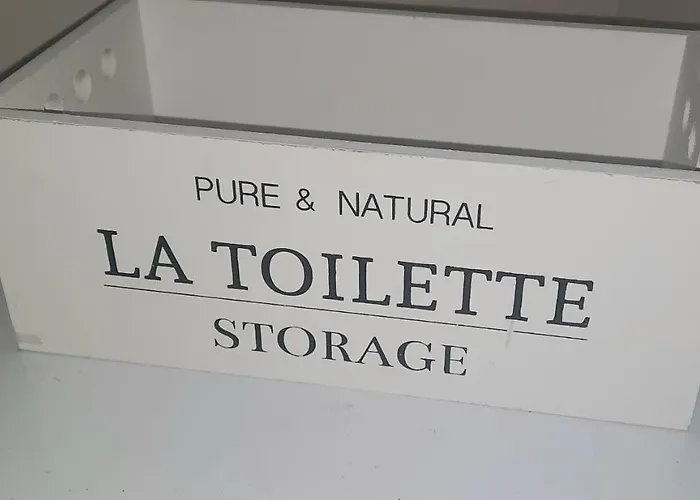 PURE & NATURAL
LA TOILETTE
STORAGE